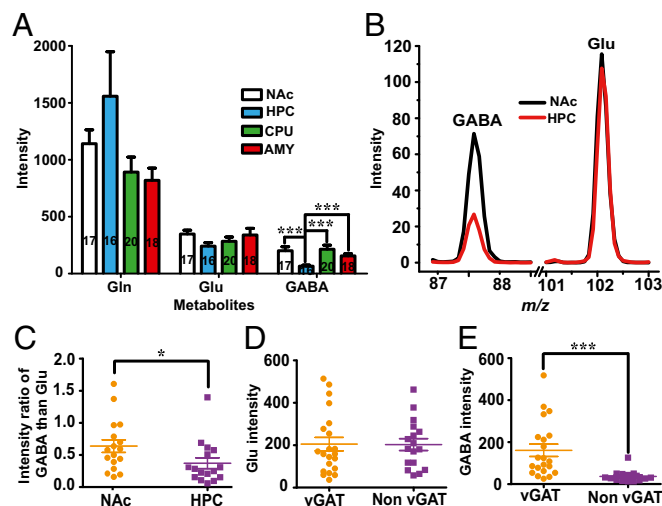 A
Intensity
2000
1500
1000
500
0
NAc
HPC
CPU
AMY
*** *** ***
17 16 20 18
17 16 20 18
17 16 20 18
Gln Glu GABA
Metabolites
B
Intensity
120
100
80
60
40
20
0
GABA
Glu
NAc
HPC
87 88 101 102 103
m/z
C
Intensity ratio of
GABA than Glu
2.0
1.5
1.0
0.5
0.0
*
NAc HPC
D
Glu intensity
600
400
200
0
vGAT Non vGAT
E
GABA intensity
600
400
200
0
***
vGAT Non vGAT